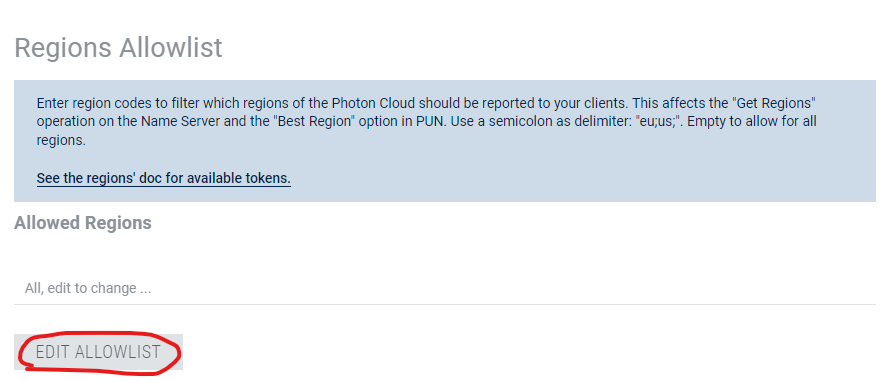 Regions Allowlist
Enter region codes to filter which regions of the Photon Cloud should be reported to your clients. This affects the "Get Regions"
operation on the Name Server and the "Best Region" option in PUN. Use a semicolon as delimiter: "eu;us;". Empty to allow for all
regions.
See the regions' doc for available tokens.
Allowed Regions
All, edit to change ...
EDIT ALLOWLIST